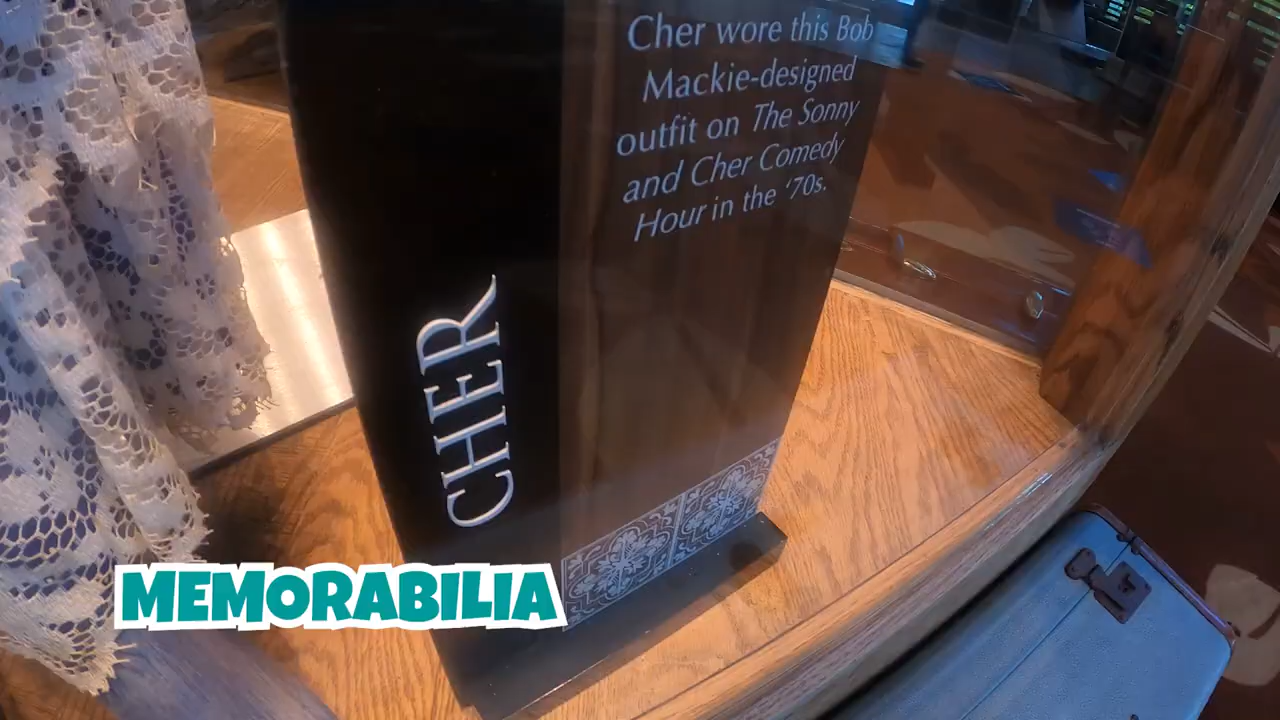 Cher wore this Bob
Mackie-designed
outfit on The Sonny
and Cher Comedy
Hour in the '70s.
CHER
MEMORABILIA